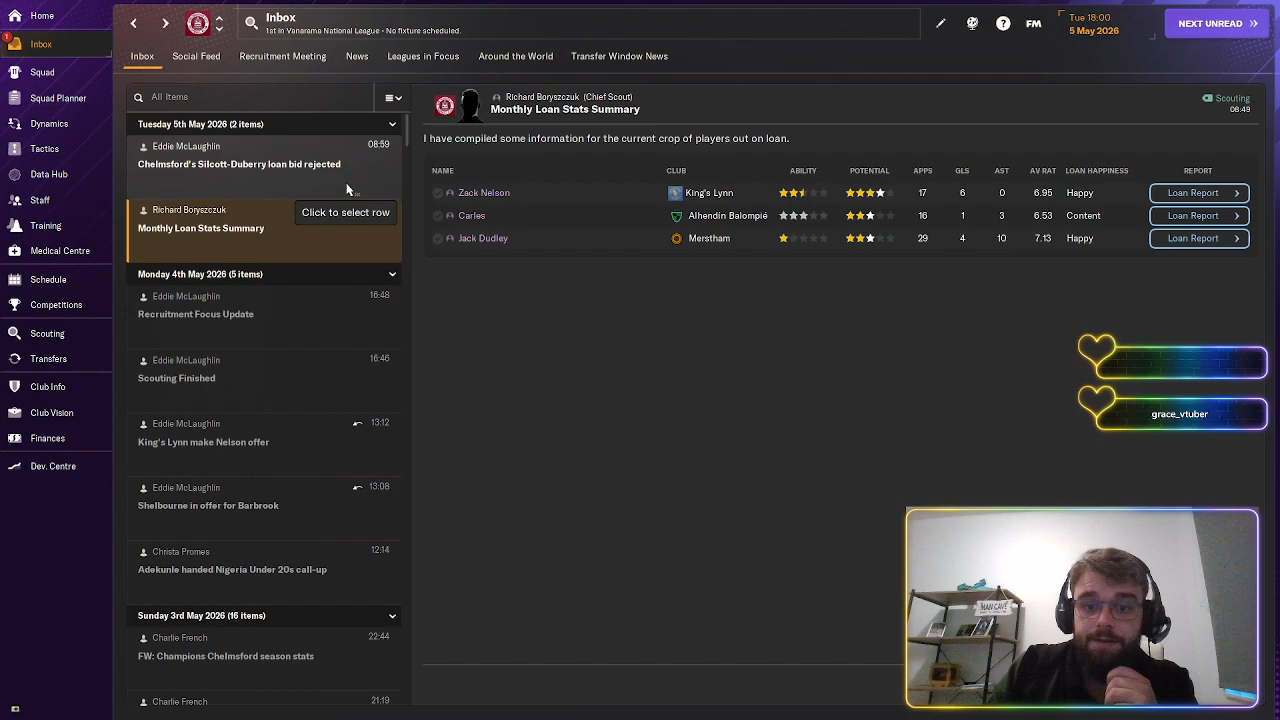 Home
Inbox
Squad
Squad Planner
Dynamics
Tactics
Data Hub
Staff
Training
Medical Centre
Schedule
Competitions
Scouting
Transfers
Club Info
Club Vision
Finances
Dev. Centre
1
Inbox
1st in Vanarama National League - No fixture scheduled.
FM
Tue 18:00
5 May 2026
NEXT UNREAD
Inbox Social Feed Recruitment Meeting News Leagues in Focus Around the World Transfer Window News
All Items
Tuesday 5th May 2026 (2 items)
Eddie McLaughlin 08:59
Chelmsford's Silcott-Duberry loan bid rejected
Richard Boryszczuk
Monthly Loan Stats Summary
Click to select row
Monday 4th May 2026 (5 items)
Eddie McLaughlin 16:48
Recruitment Focus Update
Eddie McLaughlin 16:46
Scouting Finished
Eddie McLaughlin 13:12
King's Lynn make Nelson offer
Eddie McLaughlin 13:08
Shelbourne in offer for Barbrook
Christa Promes 12:14
Adekunle handed Nigeria Under 20s call-up
Sunday 3rd May 2026 (16 items)
Charlie French 22:44
FW: Champions Chelmsford season stats
Charlie French 21:19
Richard Boryszczuk (Chief Scout)
Monthly Loan Stats Summary
Scouting
08:49
I have compiled some information for the current crop of players out on loan.
NAME CLUB ABILITY POTENTIAL APPS GLS AST AV RAT LOAN HAPPINESS REPORT
Zack Nelson King's Lynn 17 6 0 6.95 Happy Loan Report
Carles Alhendin Balompié 16 1 3 6.53 Content Loan Report
Jack Dudley Merstham 29 4 10 7.13 Happy Loan Report
grace_vtuber
MAN CAVE